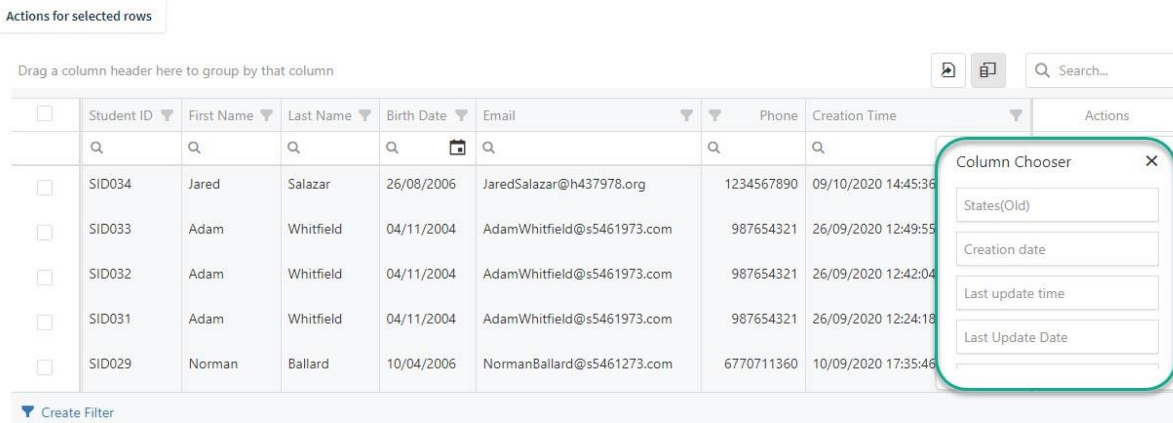 Actions for selected rows
Drag a column header here to group by that column
Search...
Student ID First Name Last Name Birth Date Email Phone Creation Time Actions
Column Chooser
SID034 Jared Salazar 26/08/2006 JaredSalazar@h437978.org 1234567890 09/10/2020 14:45:36
States(Old)
SID033 Adam Whitfield 04/11/2004 AdamWhitfield@s5461973.com 987654321 26/09/2020 12:49:55
Creation date
SID032 Adam Whitfield 04/11/2004 AdamWhitfield@s5461973.com 987654321 26/09/2020 12:42:04
Last update time
SID031 Adam Whitfield 04/11/2004 AdamWhitfield@s5461973.com 987654321 26/09/2020 12:24:18
Last Update Date
SID029 Norman Ballard 10/04/2006 NormanBallard@s5461273.com 6770711360 10/09/2020 17:35:46
Create Filter